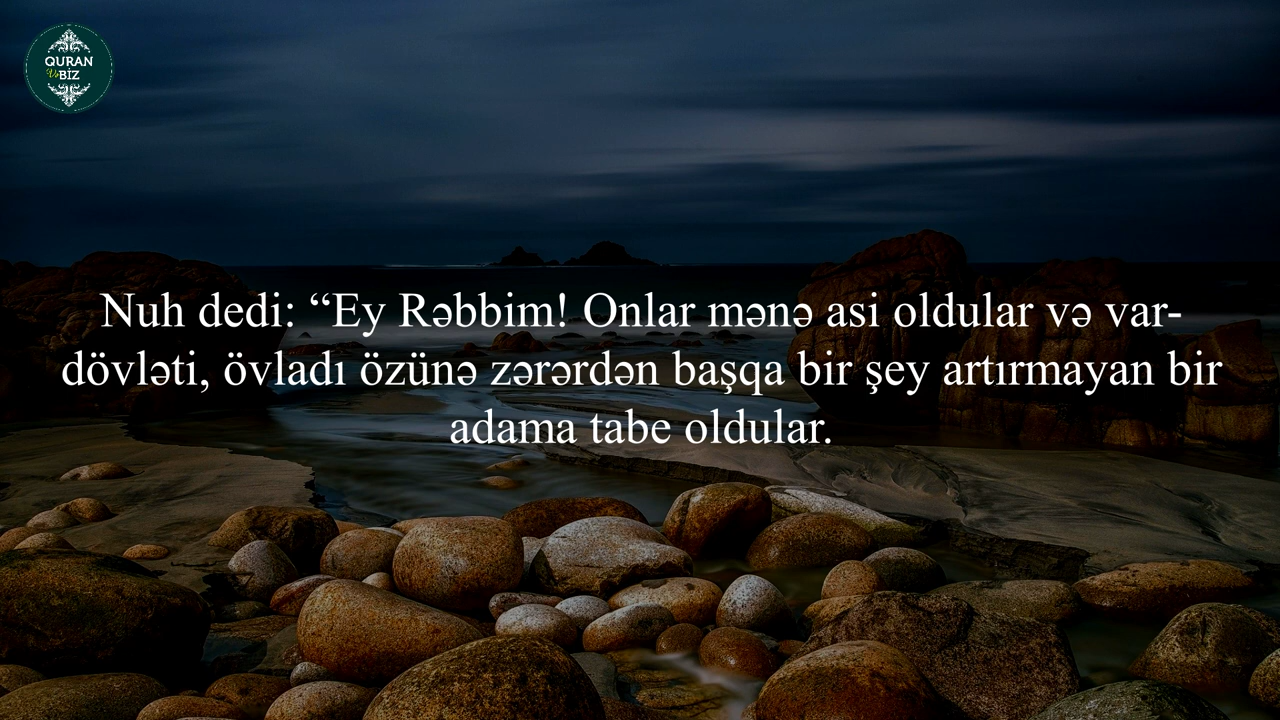 QURAN
Və BİZ
Nuh dedi: “Ey Rəbbim! Onlar mənə asi oldular və var-
dövləti, övladı özünə zərərdən başqa bir şey artırmayan bir
adama tabe oldular.